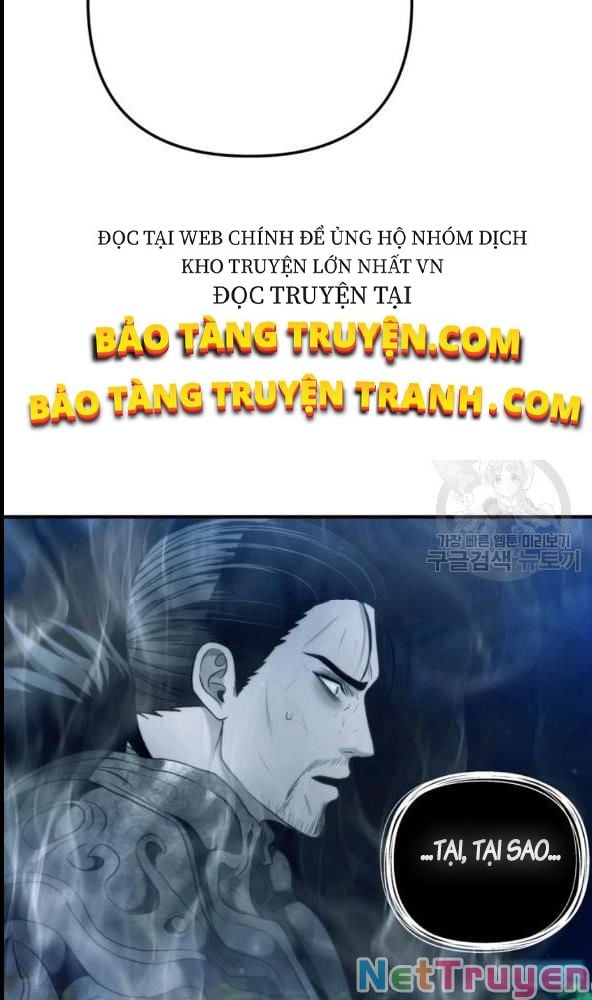 ĐỌC TẠI WEB CHÍNH ĐỂ ỦNG HỘ NHÓM DỊCH
KHO TRUYỆN LỚN NHẤT VN
ĐỌC TRUYỆN TẠI
BẢO TÀNG TRUYỆN.COM
BẢO TÀNG TRUYỆN TRANH.COM
가장 빠른 웹툰 미리보기
구글검색 뉴토끼
...TẠI, TẠI SAO...
NetTruyen